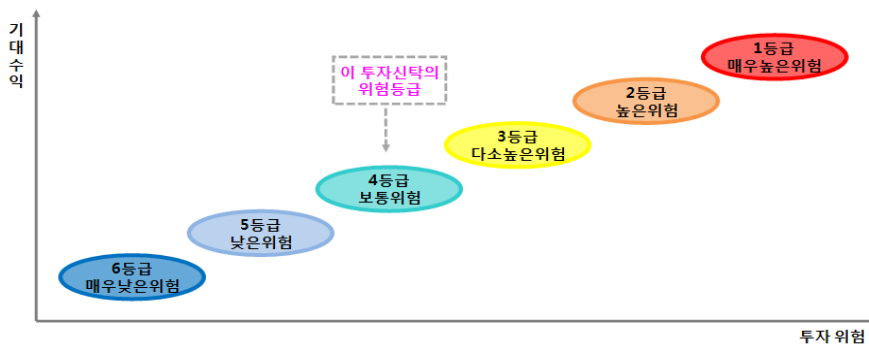 기
대
수
익
1등급
매우높은위험
이 투자신탁의
위험등급
2등급
높은위험
3등급
다소높은위험
4등급
보통위험
5등급
낮은위험
6등급
매우낮은위험
투자 위험